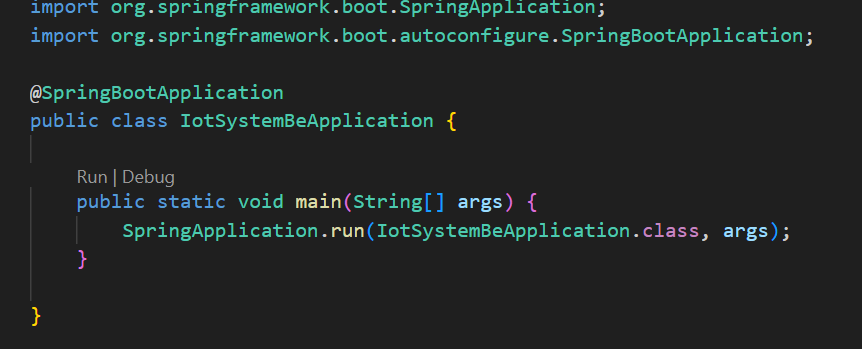 import org.springframework.boot.SpringApplication;
import org.springframework.boot.autoconfigure.SpringBootApplication;
@SpringBootApplication
public class IotSystemBeApplication {
Run | Debug
public static void main(String[] args) {
SpringApplication.run(IotSystemBeApplication.class, args);
}
}